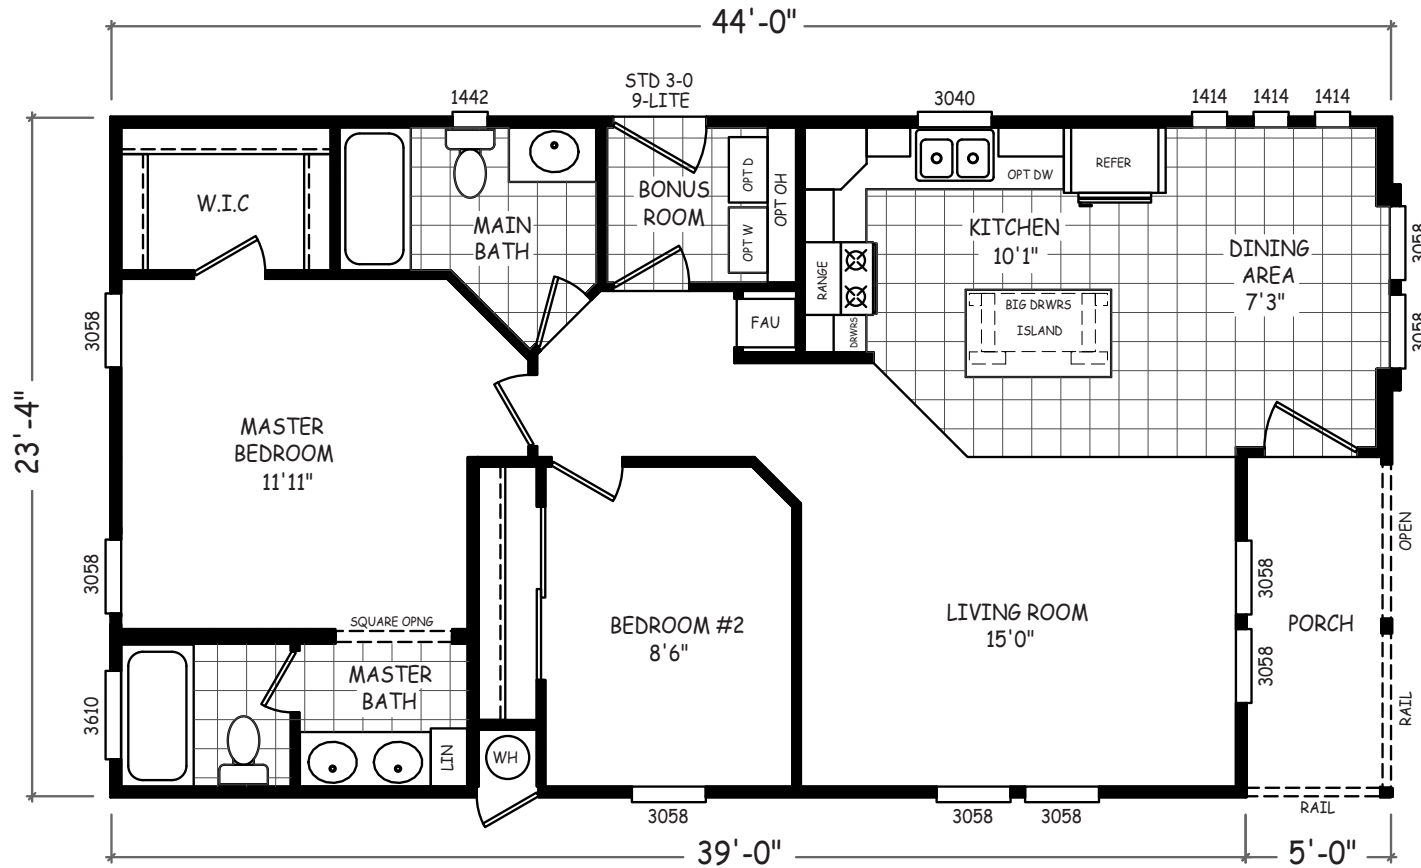 44'-0"
STD 3-0
9-LITE
1442
3040
1414
1414
1414
W.I.C
MAIN
BATH
BONUS
ROOM
OPT D
OPT W
OPT OH
OPT DW
REFER
KITCHEN
10'1"
DINING
AREA
7'3"
3058
3058
RANGE
DRWRS
BIG DRWRS
ISLAND
FAU
3058
23'-4"
MASTER
BEDROOM
11'11"
3058
SQUARE OPNG
MASTER
BATH
3610
LIN
WH
BEDROOM #2
8'6"
LIVING ROOM
15'0"
3058
3058
PORCH
OPEN
RAIL
RAIL
3058
3058
3058
39'-0"
5'-0"